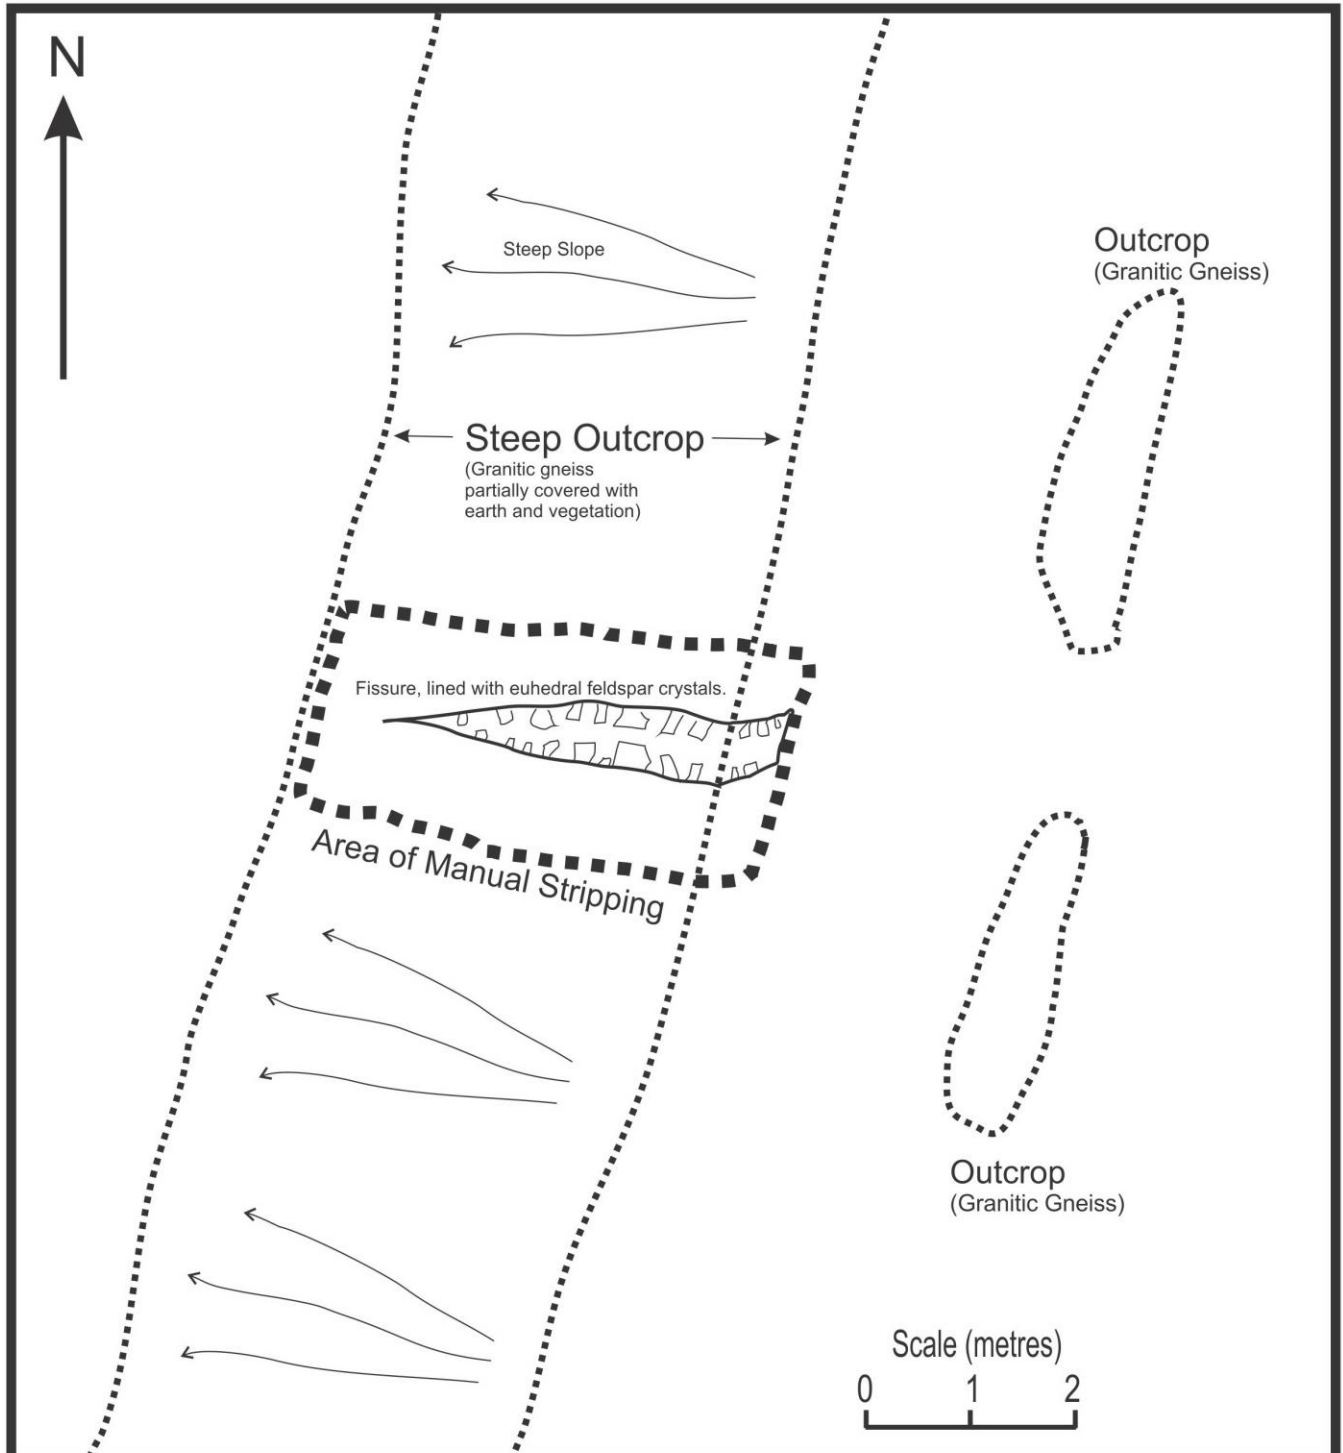 N
Steep Slope
Outcrop
(Granitic Gneiss)
Steep Outcrop
(Granitic gneiss
partially covered with
earth and vegetation)
Fissure, lined with euhedral feldspar crystals.
Area of Manual Stripping
Outcrop
(Granitic Gneiss)
Scale (metres)
0 1 2